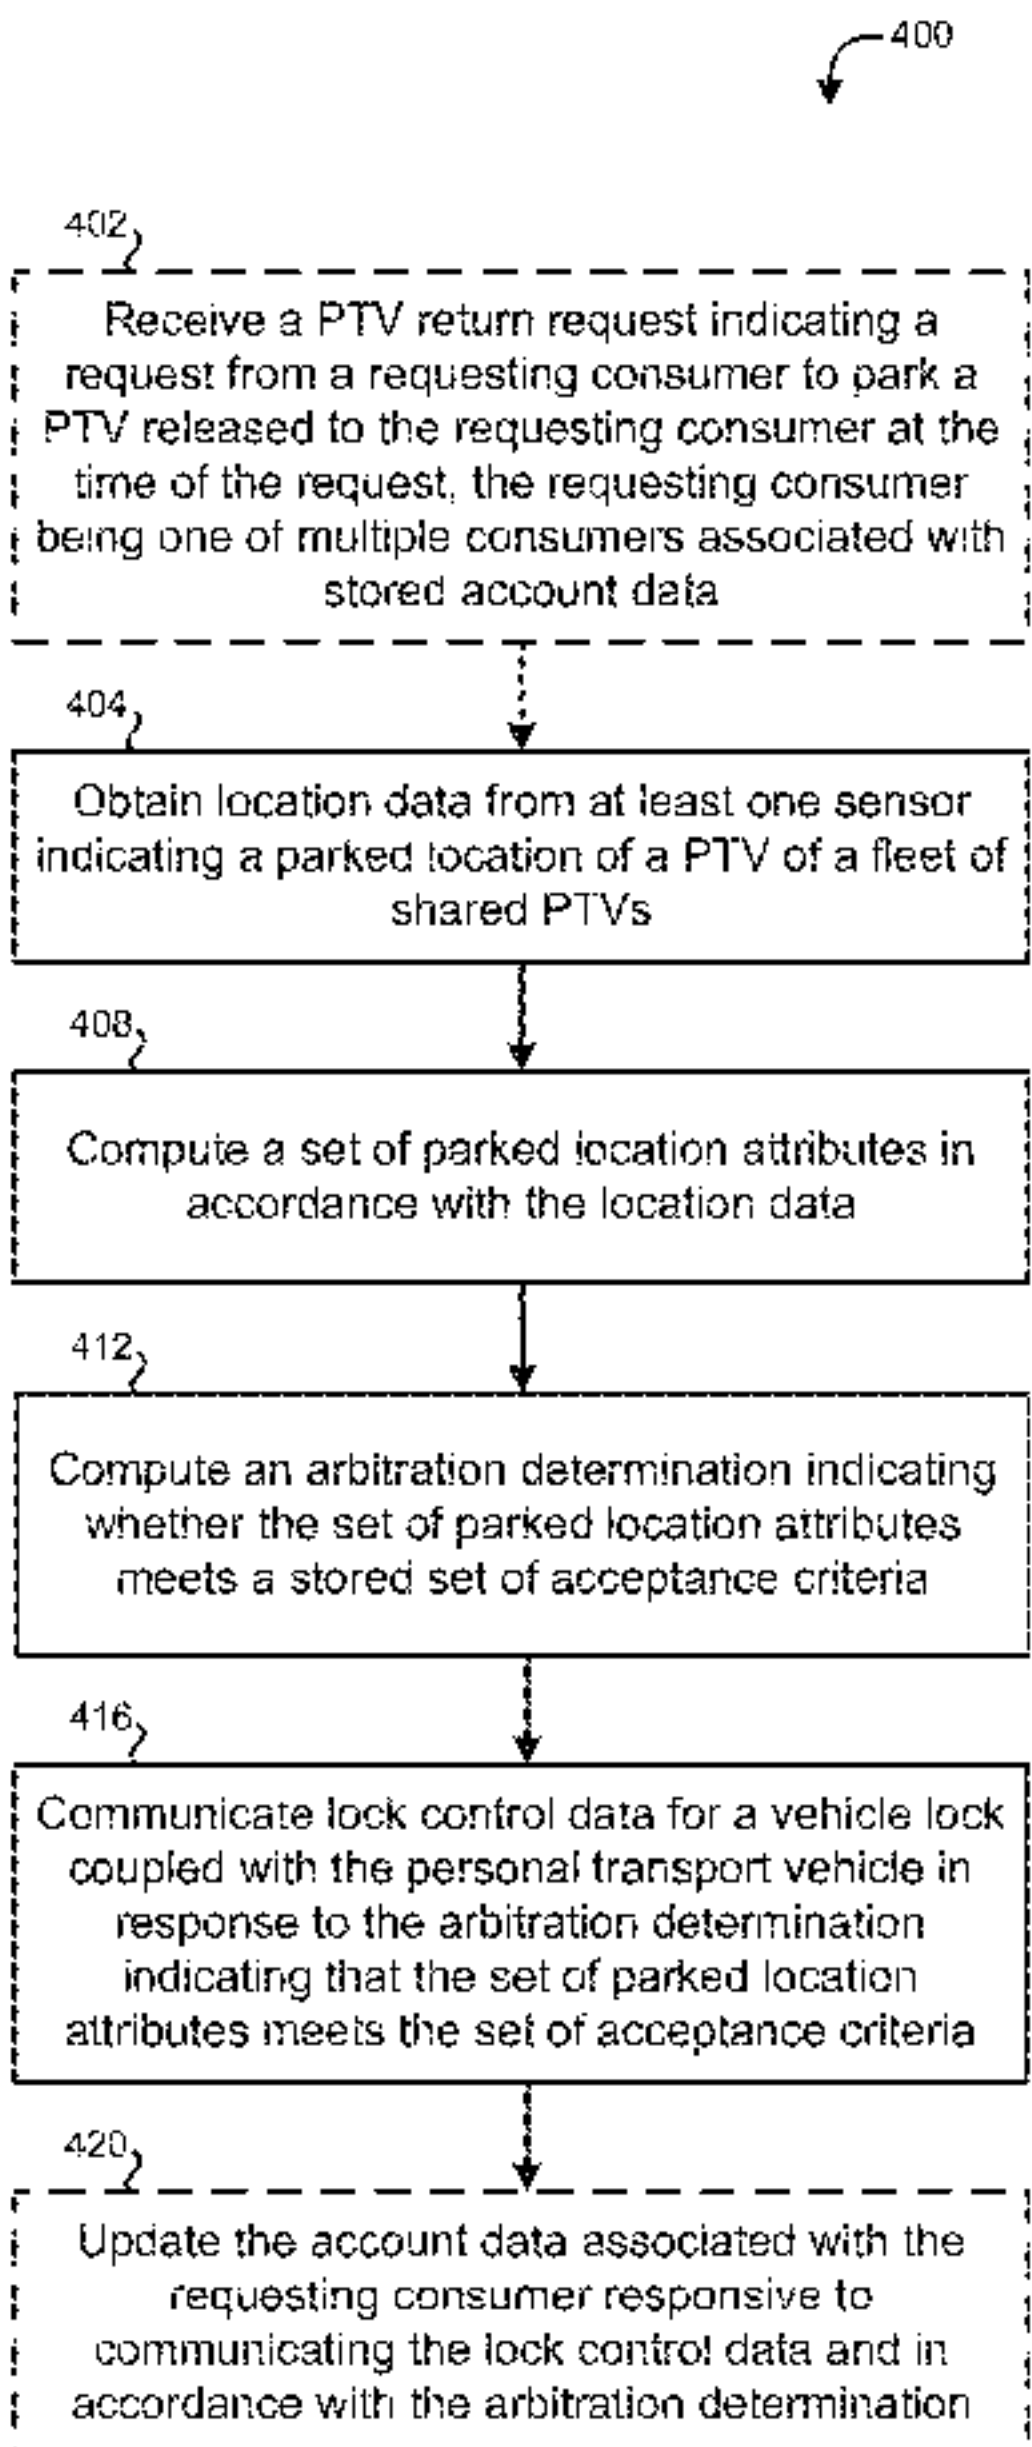 400
402
Receive a PTV return request indicating a
request from a requesting consumer to park a
PTV released to the requesting consumer at the
time of the request, the requesting consumer
being one of multiple consumers associated with
stored account data
404
Obtain location data from at least one sensor
indicating a parked location of a PTV of a fleet of
shared PTVs
408
Compute a set of parked location attributes in
accordance with the location data
412
Compute an arbitration determination indicating
whether the set of parked location attributes
meets a stored set of acceptance criteria
416
Communicate lock control data for a vehicle lock
coupled with the personal transport vehicle in
response to the arbitration determination
indicating that the set of parked location
attributes meets the set of acceptance criteria
420
Update the account data associated with the
requesting consumer responsive to
communicating the lock control data and in
accordance with the arbitration determination